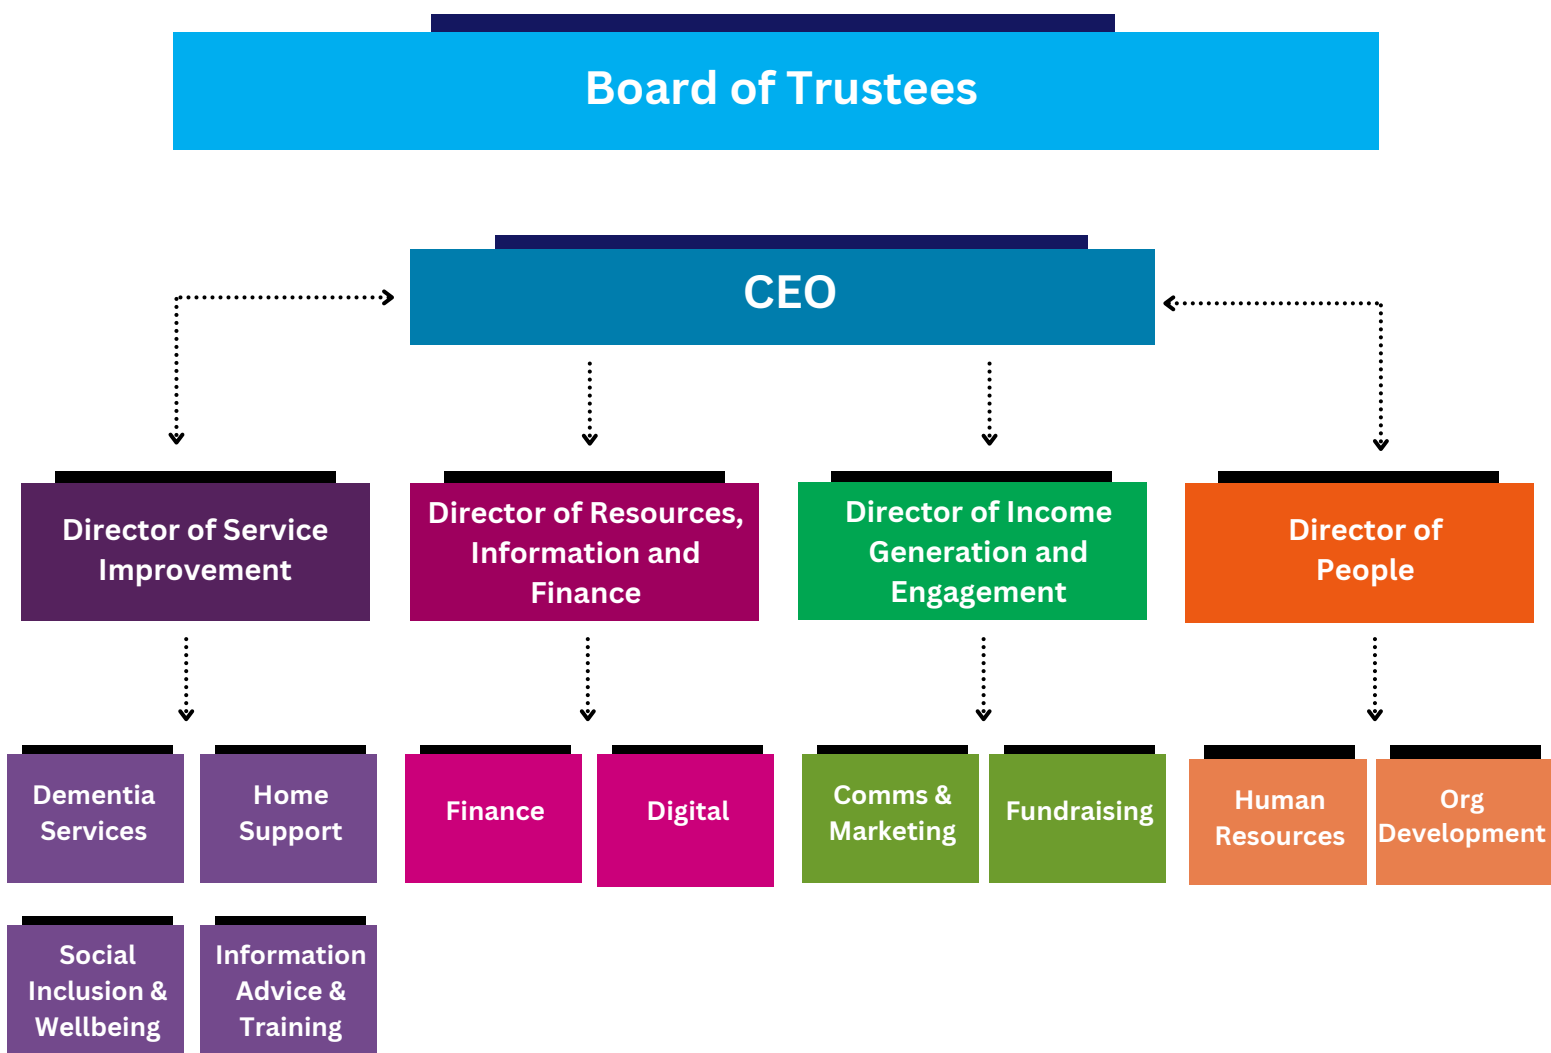 Board of Trustees
CEO
Director of Service
Improvement
Director of Resources,
Information and
Finance
Director of Income
Generation and
Engagement
Director of
People
Dementia
Services
Home
Support
Finance
Digital
Comms &
Marketing
Fundraising
Human
Resources
Org
Development
Social
Inclusion &
Wellbeing
Information
Advice &
Training